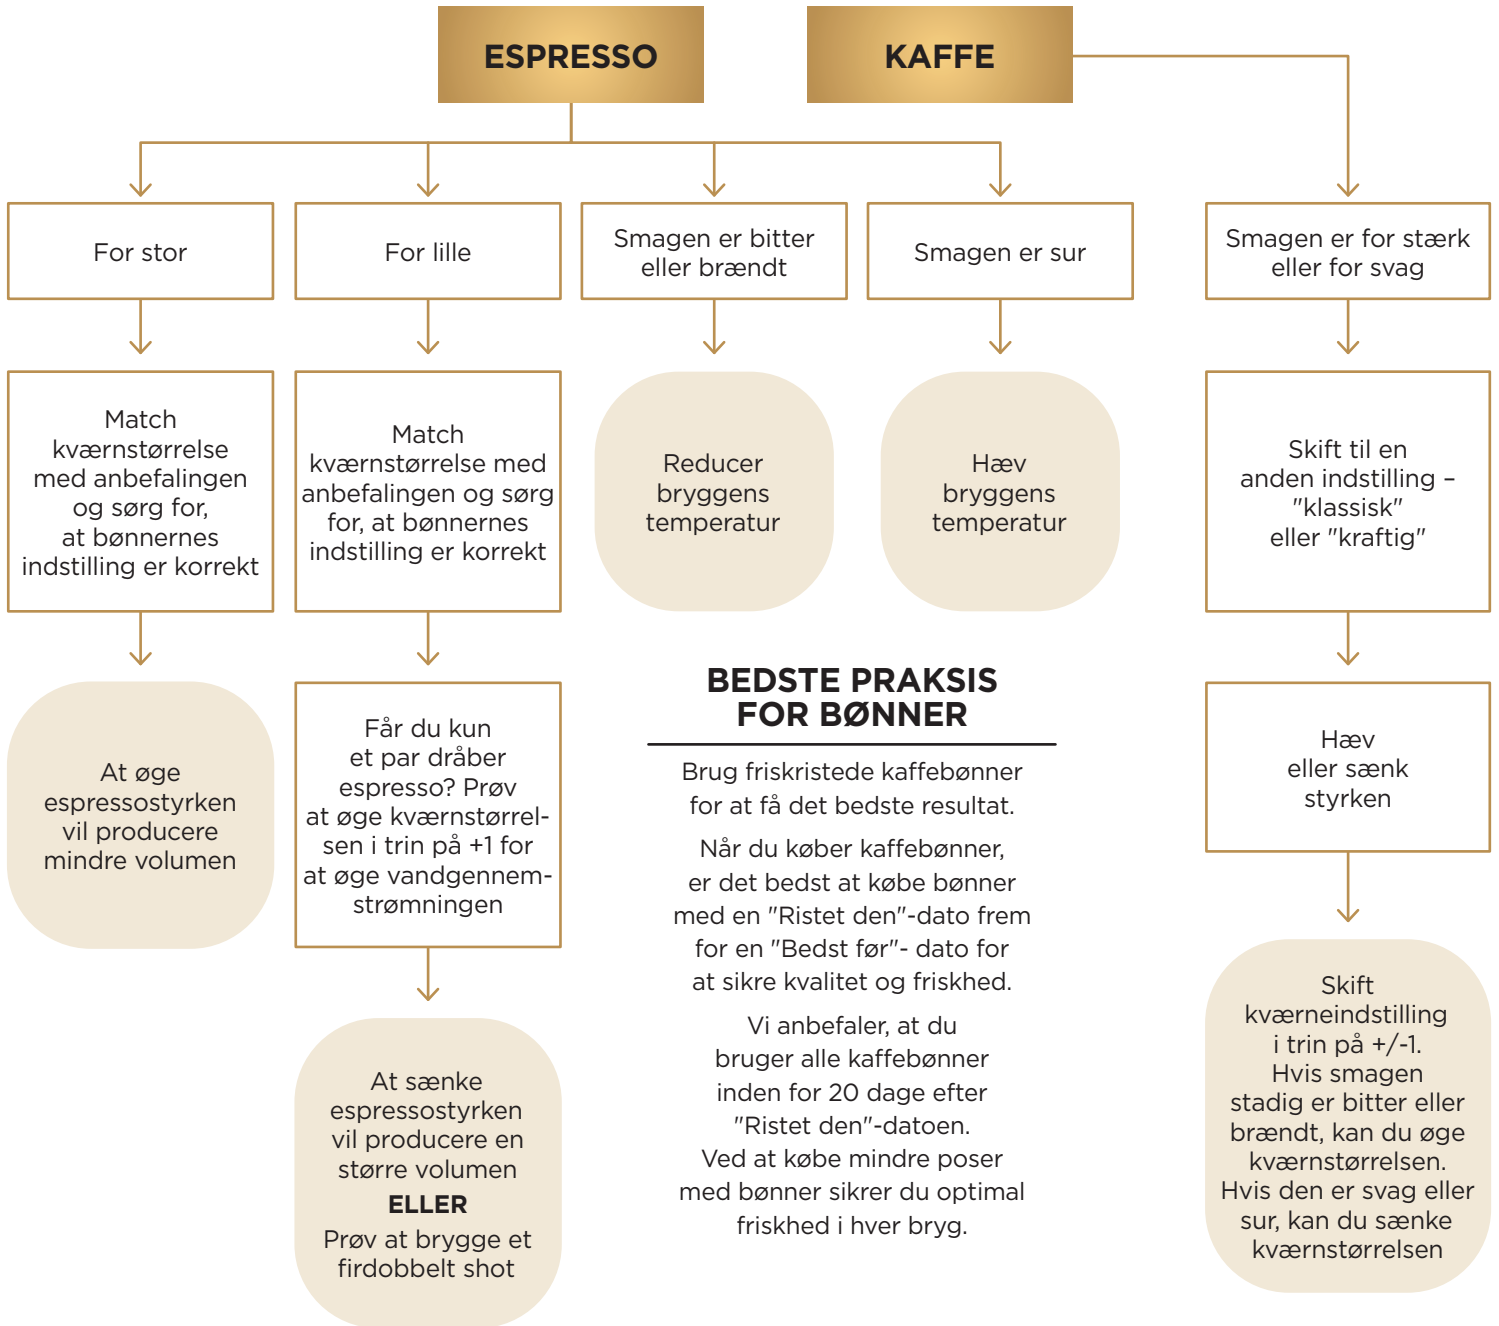 ESPRESSO
KAFFE
For stor
For lille
Smagen er bitter
eller brændt
Smagen er sur
Smagen er for stærk
eller for svag
Match
kværnstørrelse
med anbefalingen
og sørg for,
at bønnernes
indstilling er korrekt
Match
kværnstørrelse med
anbefalingen og sørg
for, at bønnernes
indstilling er korrekt
Reducer
bryggens
temperatur
Hæv
bryggens
temperatur
Skift til en
anden indstilling –
"klassisk"
eller "kraftig"
At øge
espressostyrken
vil producere
mindre volumen
Får du kun
et par dråber
espresso? Prøv
at øge kværnstørrel-
sen i trin på +1 for
at øge vandgennem-
strømningen
At sænke
espressostyrken
vil producere en
større volumen
ELLER
Prøv at brygge et
firdobbelt shot
BEDSTE PRAKSIS
FOR BØNNER
Brug friskristede kaffebønner
for at få det bedste resultat.
Når du køber kaffebønner,
er det bedst at købe bønner
med en "Ristet den"-dato frem
for en "Bedst før"- dato for
at sikre kvalitet og friskhed.
Vi anbefaler, at du
bruger alle kaffebønner
inden for 20 dage efter
"Ristet den"-datoen.
Ved at købe mindre poser
med bønner sikrer du optimal
friskhed i hver bryg.
Hæv
eller sænk
styrken
Skift
kværneindstilling
i trin på +/-1.
Hvis smagen
stadig er bitter eller
brændt, kan du øge
kværnstørrelsen.
Hvis den er svag eller
sur, kan du sænke
kværnstørrelsen